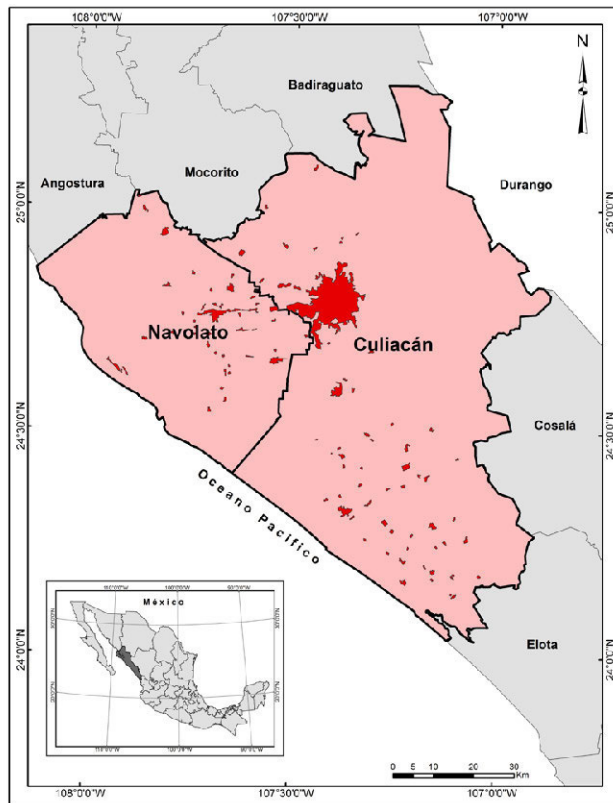 108°0'0"W 107°30'0"W 107°0'0"W
N
Badiraguato
Mocorito
Angostura
Durango
25°0'0"N 25°0'0"N
Navolato
Culiacán
Cosalá
24°30'0"N 24°30'0"N
Oceano Pacífico
Elota
24°0'0"N 24°0'0"N
México
0 5 10 20 30
Km
108°0'0"W 107°30'0"W 107°0'0"W